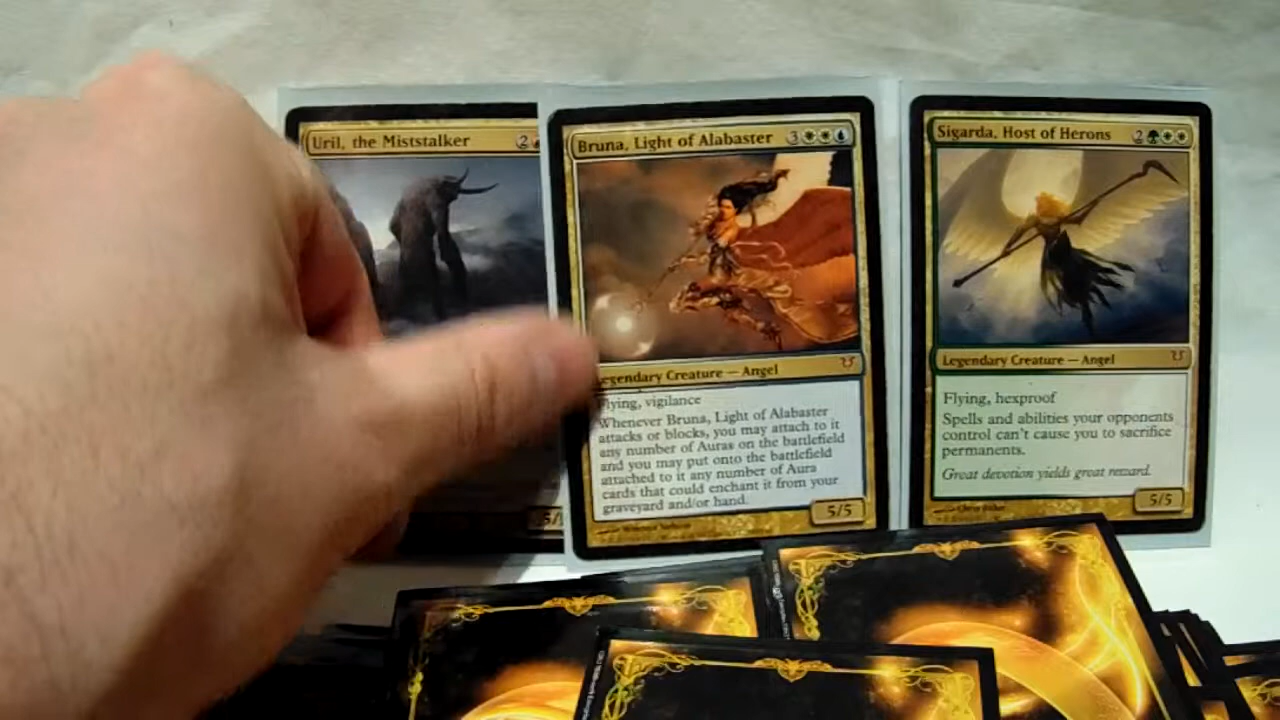 Uril, the Miststalker 2
Bruna, Light of Alabaster 3
Legendary Creature — Angel
Flying, vigilance
Whenever Bruna, Light of Alabaster
attacks or blocks, you may attach to it
any number of Auras on the battlefield
and you may put onto the battlefield
attached to it any number of Aura
cards that could enchant it from your
graveyard and/or hand.
5/5
Sigarda, Host of Herons 2
Legendary Creature — Angel
Flying, hexproof
Spells and abilities your opponents
control can't cause you to sacrifice
permanents.
Great devotion yields great reward.
5/5
5/